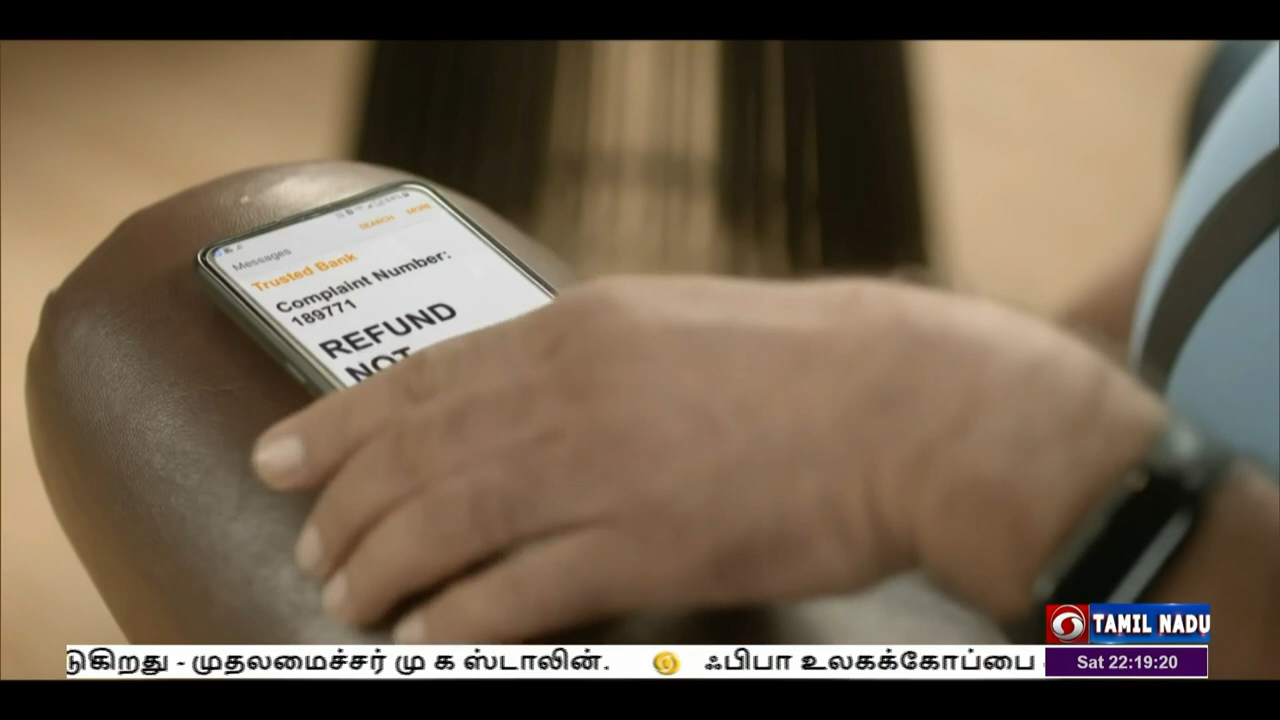 SEARCH MORE
Messages
Trusted Bank
Complaint Number:
189771
REFUND
NOT
TAMIL NADU
டுகிறது - முதலமைச்சர் மு க ஸ்டாலின். ஃபிபா உலகக்கோப்பை
Sat 22:19:20